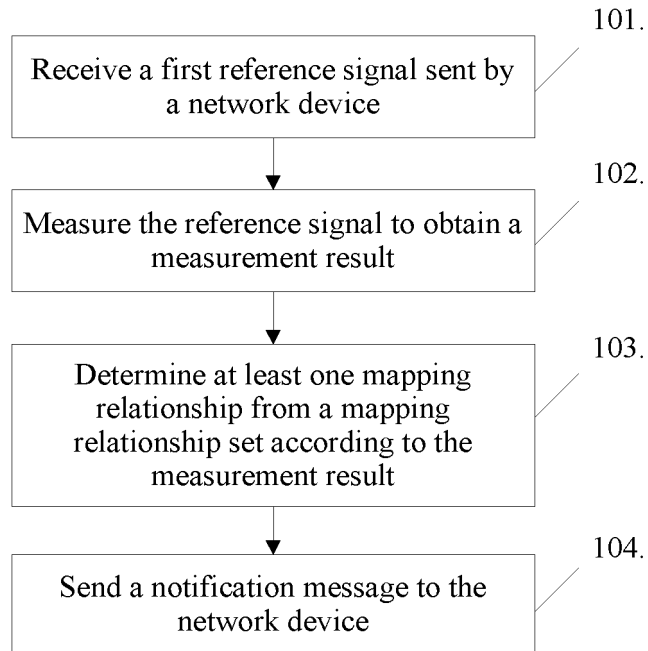 101.
Receive a first reference signal sent by
a network device
102.
Measure the reference signal to obtain a
measurement result
103.
Determine at least one mapping
relationship from a mapping
relationship set according to the
measurement result
104.
Send a notification message to the
network device